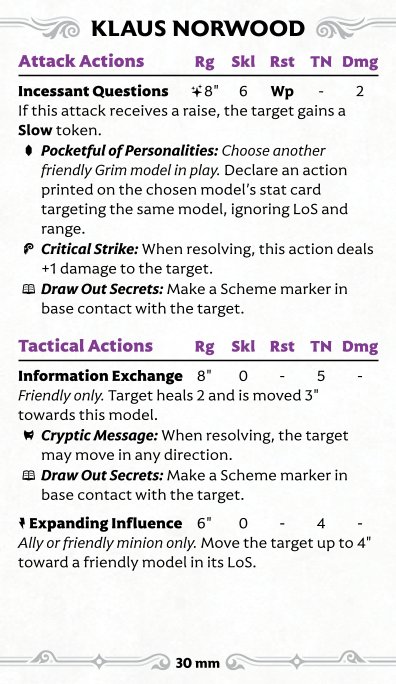 KLAUS NORWOOD
Attack Actions Rg Skl Rst TN Dmg
Incessant Questions 8" 6 Wp - 2
If this attack receives a raise, the target gains a
Slow token.
Pocketful of Personalities: Choose another
friendly Grim model in play. Declare an action
printed on the chosen model's stat card
targeting the same model, ignoring LoS and
range.
Critical Strike: When resolving, this action deals
+1 damage to the target.
Draw Out Secrets: Make a Scheme marker in
base contact with the target.
Tactical Actions Rg Skl Rst TN Dmg
Information Exchange 8" 0 - 5 -
Friendly only. Target heals 2 and is moved 3"
towards this model.
Cryptic Message: When resolving, the target
may move in any direction.
Draw Out Secrets: Make a Scheme marker in
base contact with the target.
Expanding Influence 6" 0 - 4 -
Ally or friendly minion only. Move the target up to 4"
toward a friendly model in its LoS.
30 mm